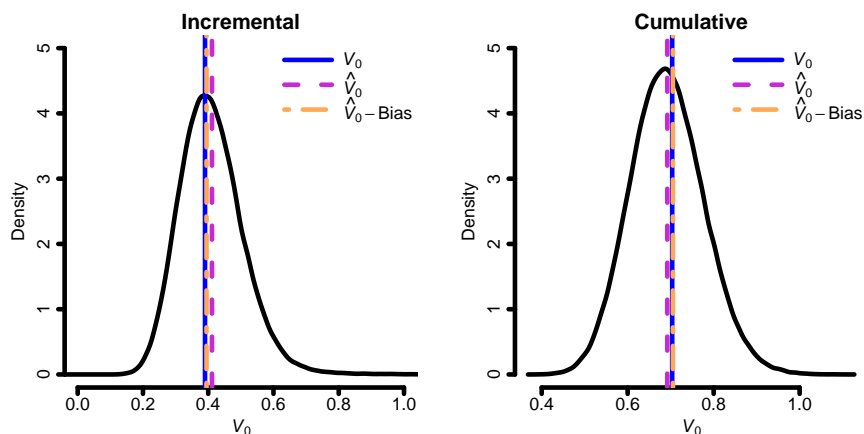 Incremental
Density
0 1 2 3 4 5
0.0 0.2 0.4 0.6 0.8 1.0
V₀
V₀
V̂₀
V̂₀ – Bias
Cumulative
Density
0 1 2 3 4 5
0.4 0.6 0.8 1.0
V₀
V₀
V̂₀
V̂₀ – Bias